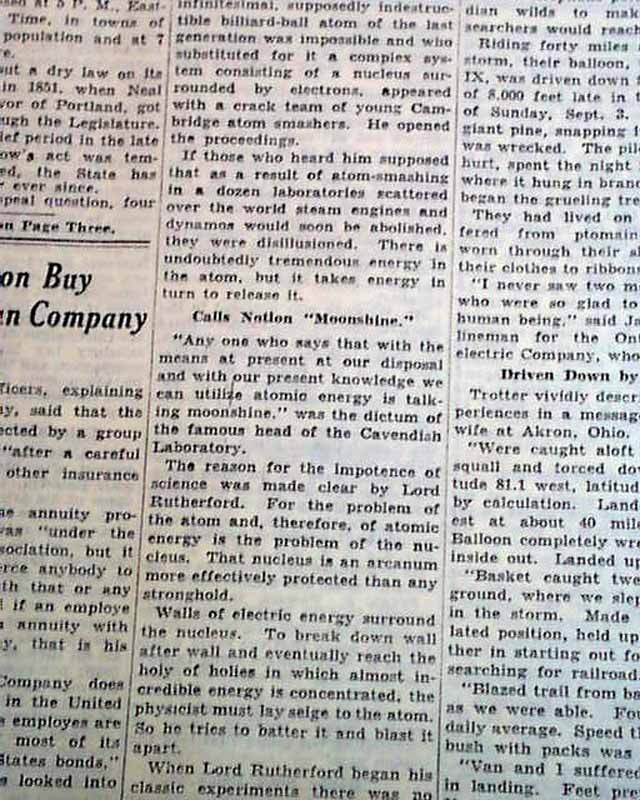 sed at 5 P. M., East-
Time, in towns of
population and at 7
e.
out a dry law on its
in 1851, when Neal
yor of Portland, got
ugh the Legislature.
ief period in the late
ow's act was tem-
ed, the State has
ever since.
peal question, four
on Page Three.
on Buy
an Company
ficers, explaining
ay, said that the
ected by a group
"after a careful
other insurance
he annuity pro-
was "under the
sociation, but it
erce anybody to
th that or any
if an employe
annuity with
y, that is his
Company does
in the United
s employes are
most of its
States bonds,"
s looked into
infinitesimal, supposedly indestruc-
tible billiard-ball atom of the last
generation was impossible and who
substituted for it a complex sys-
tem consisting of a nucleus sur-
rounded by electrons, appeared
with a crack team of young Cam-
bridge atom smashers. He opened
the proceedings.
If those who heard him supposed
that as a result of atom-smashing
in a dozen laboratories scattered
over the world steam engines and
dynamos would soon be abolished,
they were disillusioned. There is
undoubtedly tremendous energy in
the atom, but it takes energy in
turn to release it.
Calls Notion "Moonshine."
"Any one who says that with the
means at present at our disposal
and with our present knowledge we
can utilize atomic energy is talk-
ing moonshine," was the dictum of
the famous head of the Cavendish
Laboratory.
The reason for the impotence of
science was made clear by Lord
Rutherford. For the problem of
the atom and, therefore, of atomic
energy is the problem of the nu-
cleus. That nucleus is an arcanum
more effectively protected than any
stronghold.
Walls of electric energy surround
the nucleus. To break down wall
after wall and eventually reach the
holy of holies in which almost in-
credible energy is concentrated, the
physicist must lay seige to the atom.
So he tries to batter it and blast it
apart.
When Lord Rutherford began his
classic experiments there was no
dian wilds to mak
searchers would reach
Riding forty miles
storm, their balloon,
IX, was driven down
of 8,000 feet late in t
of Sunday, Sept. 3.
giant pine, snapping
was wrecked. The pil
hurt, spent the night
where it hung in bran
began the grueling tre
They had lived on
fered from ptomain
worn through their s
their clothes to ribbon
"I never saw two m
who were so glad to
human being," said Ja
lineman for the Ont
electric Company, who
Driven Down by
Trotter vividly descri
periences in a message
wife at Akron, Ohio.
"Were caught aloft
squall and forced do
tude 81.1 west, latitud
by calculation. Land
est at about 40 mil
Balloon completely wre
inside out. Landed up
"Basket caught twe
ground, where we slep
in the storm. Made
lated position, held up
ther in starting out fo
searching for railroad.
"Blazed trail from ba
as we were able. Fou
daily average. Speed th
bush with packs was
"Van and I suffere
in landing. Feet pre